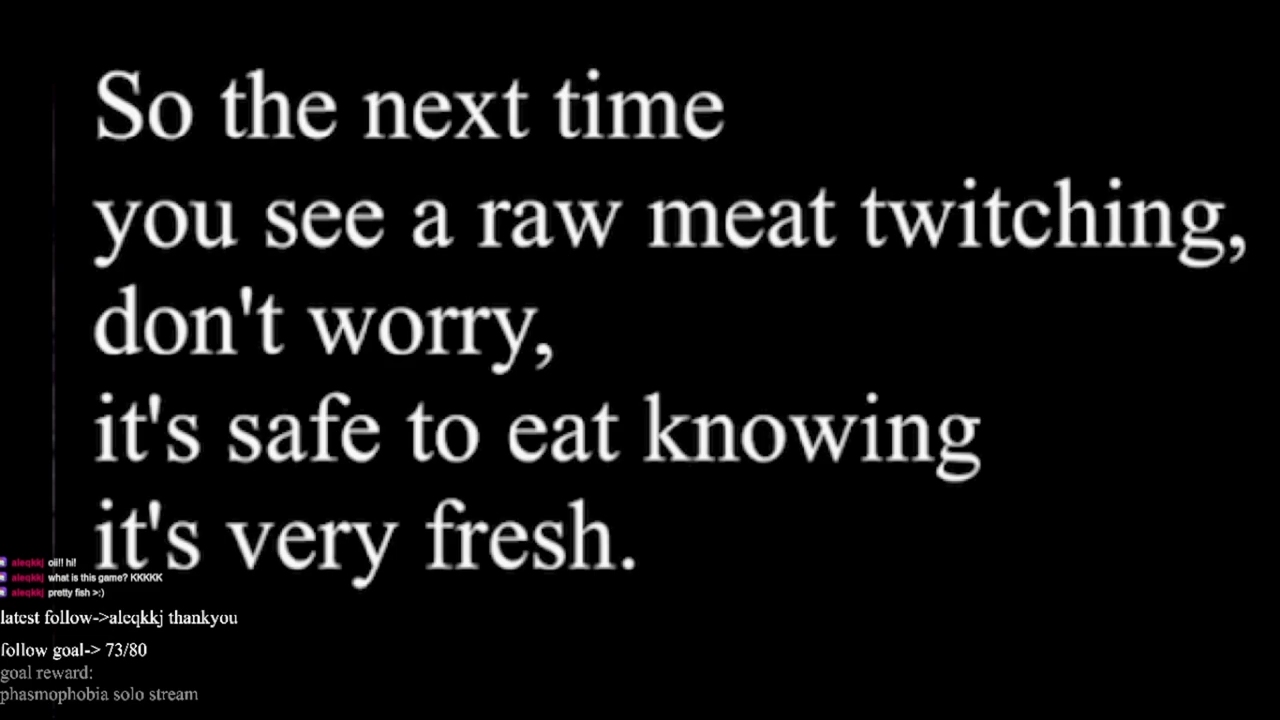 So the next time
you see a raw meat twitching,
don't worry,
it's safe to eat knowing
it's very fresh.
aleqkkj oii!! hi!
aleqkkj what is this game? KKKKK
aleqkkj pretty fish >:)
latest follow->aleqkkj thankyou
follow goal-> 73/80
goal reward:
phasmophobia solo stream